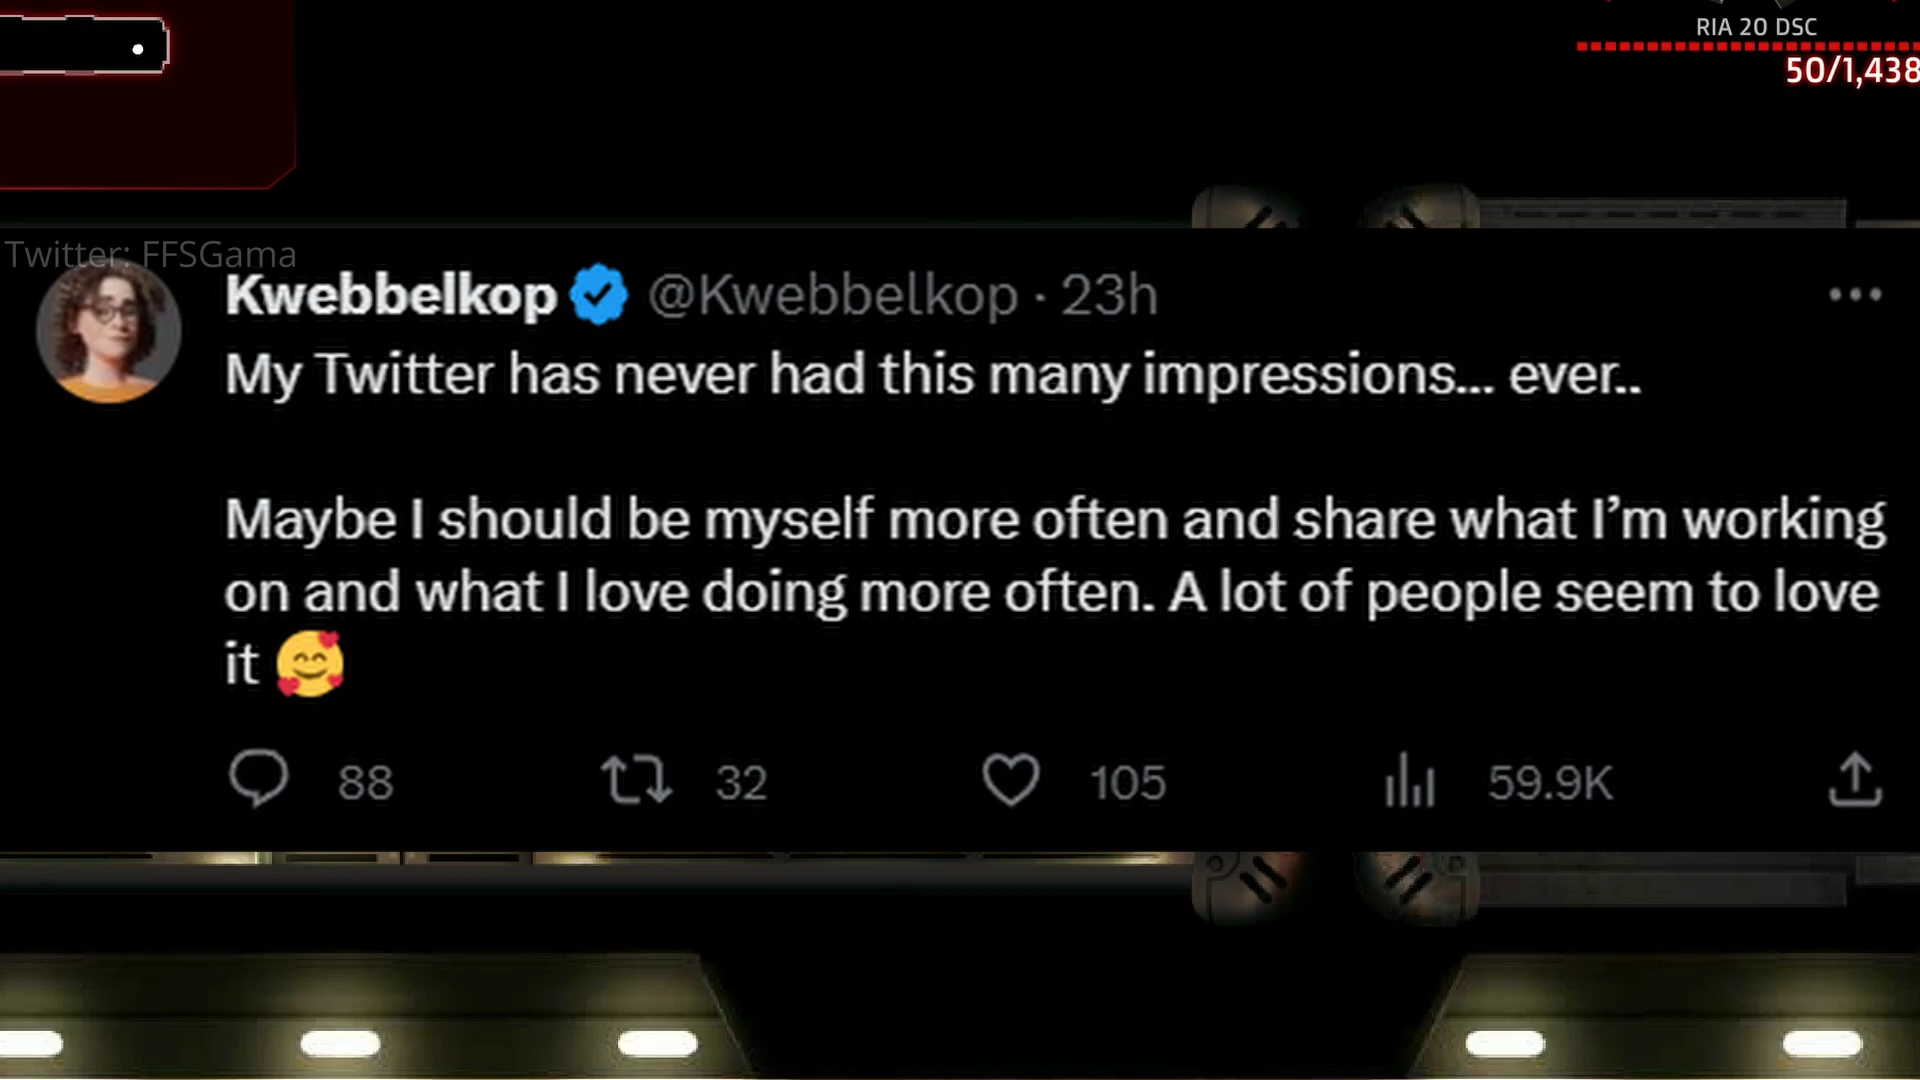 RIA 20 DSC
50/1,438
Twitter: FFSGama
Kwebbelkop @Kwebbelkop · 23h
My Twitter has never had this many impressions... ever..
Maybe I should be myself more often and share what I’m working
on and what I love doing more often. A lot of people seem to love
it 🥰
88 32 105 59.9K